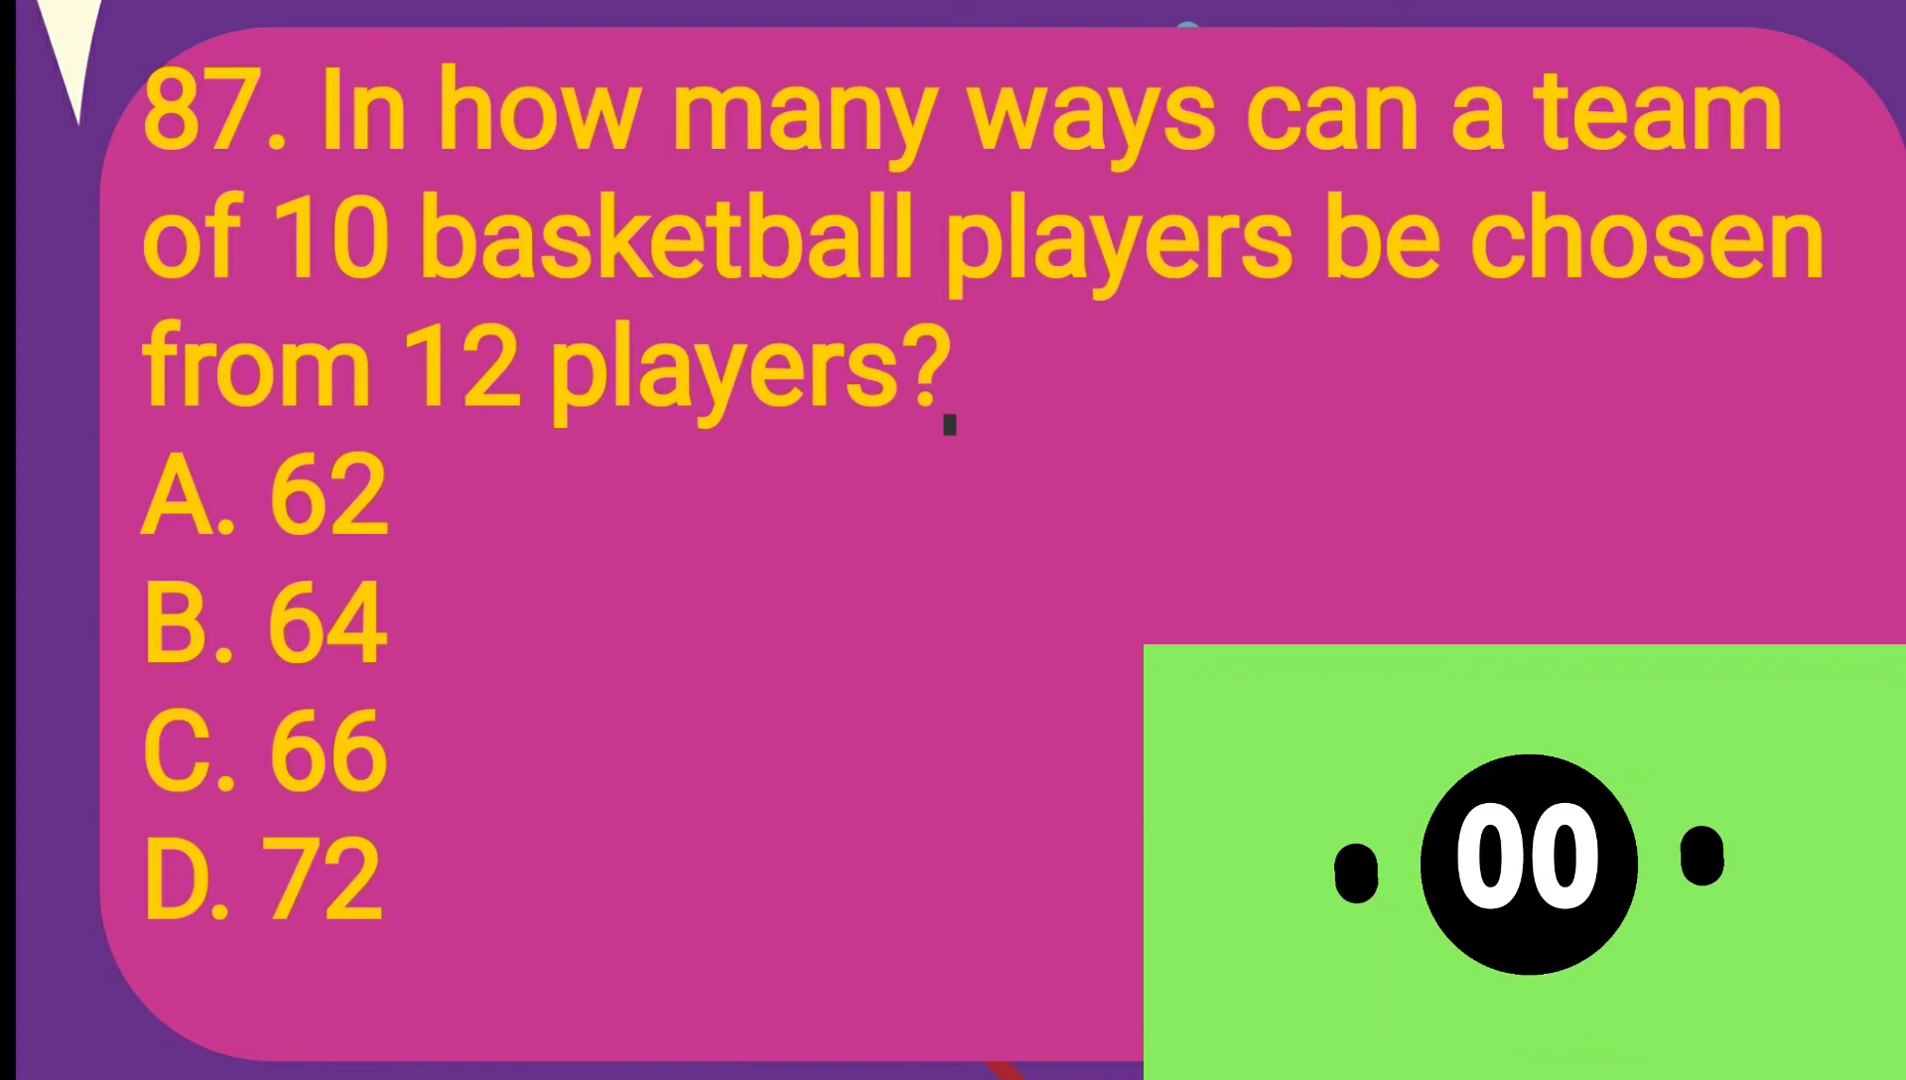 87. In how many ways can a team
of 10 basketball players be chosen
from 12 players?
A. 62
B. 64
C. 66
D. 72
00